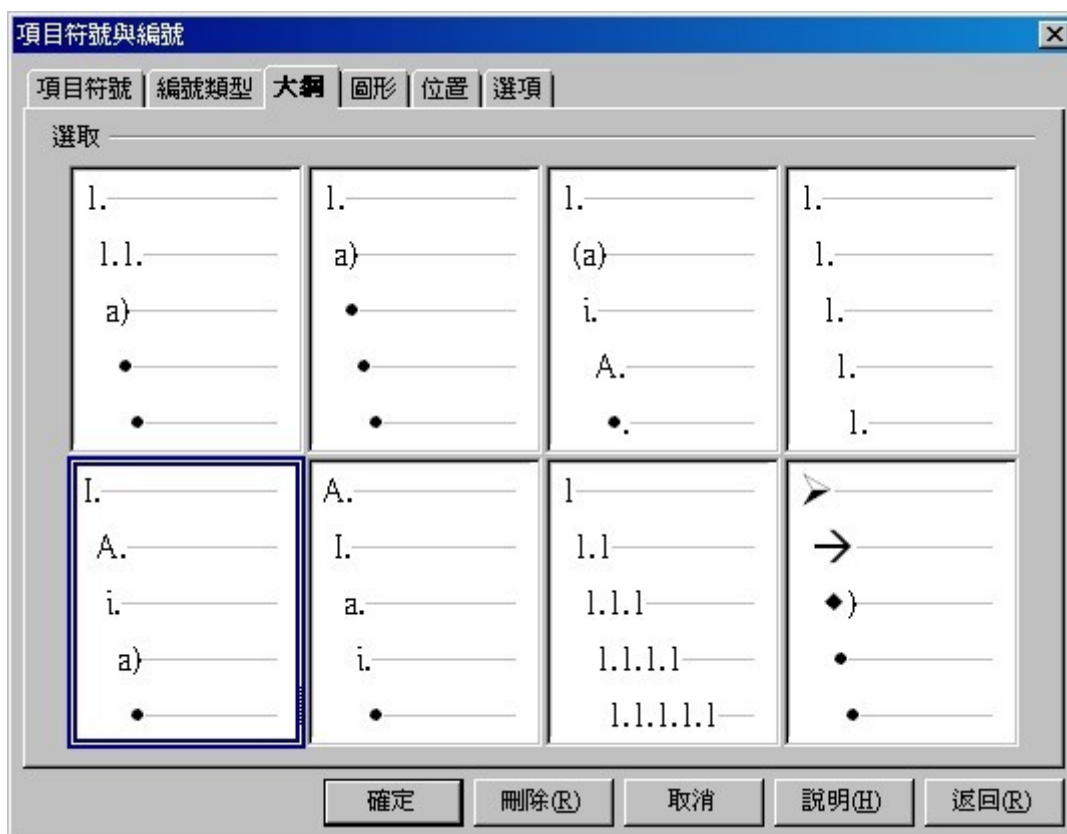 項目符號與編號
項目符號 編號類型 大綱 圖形 位置 選項
選取
1.
1.1.
a)
•
•
1.
a)
•
•
•
1.
(a)
i.
A.
•.
1.
1.
1.
1.
1.
I.
A.
i.
a)
•
A.
I.
a.
i.
•
1
1.1
1.1.1
1.1.1.1
1.1.1.1.1
➢
→
◆)
•
•
確定 刪除(R) 取消 說明(H) 返回(R)